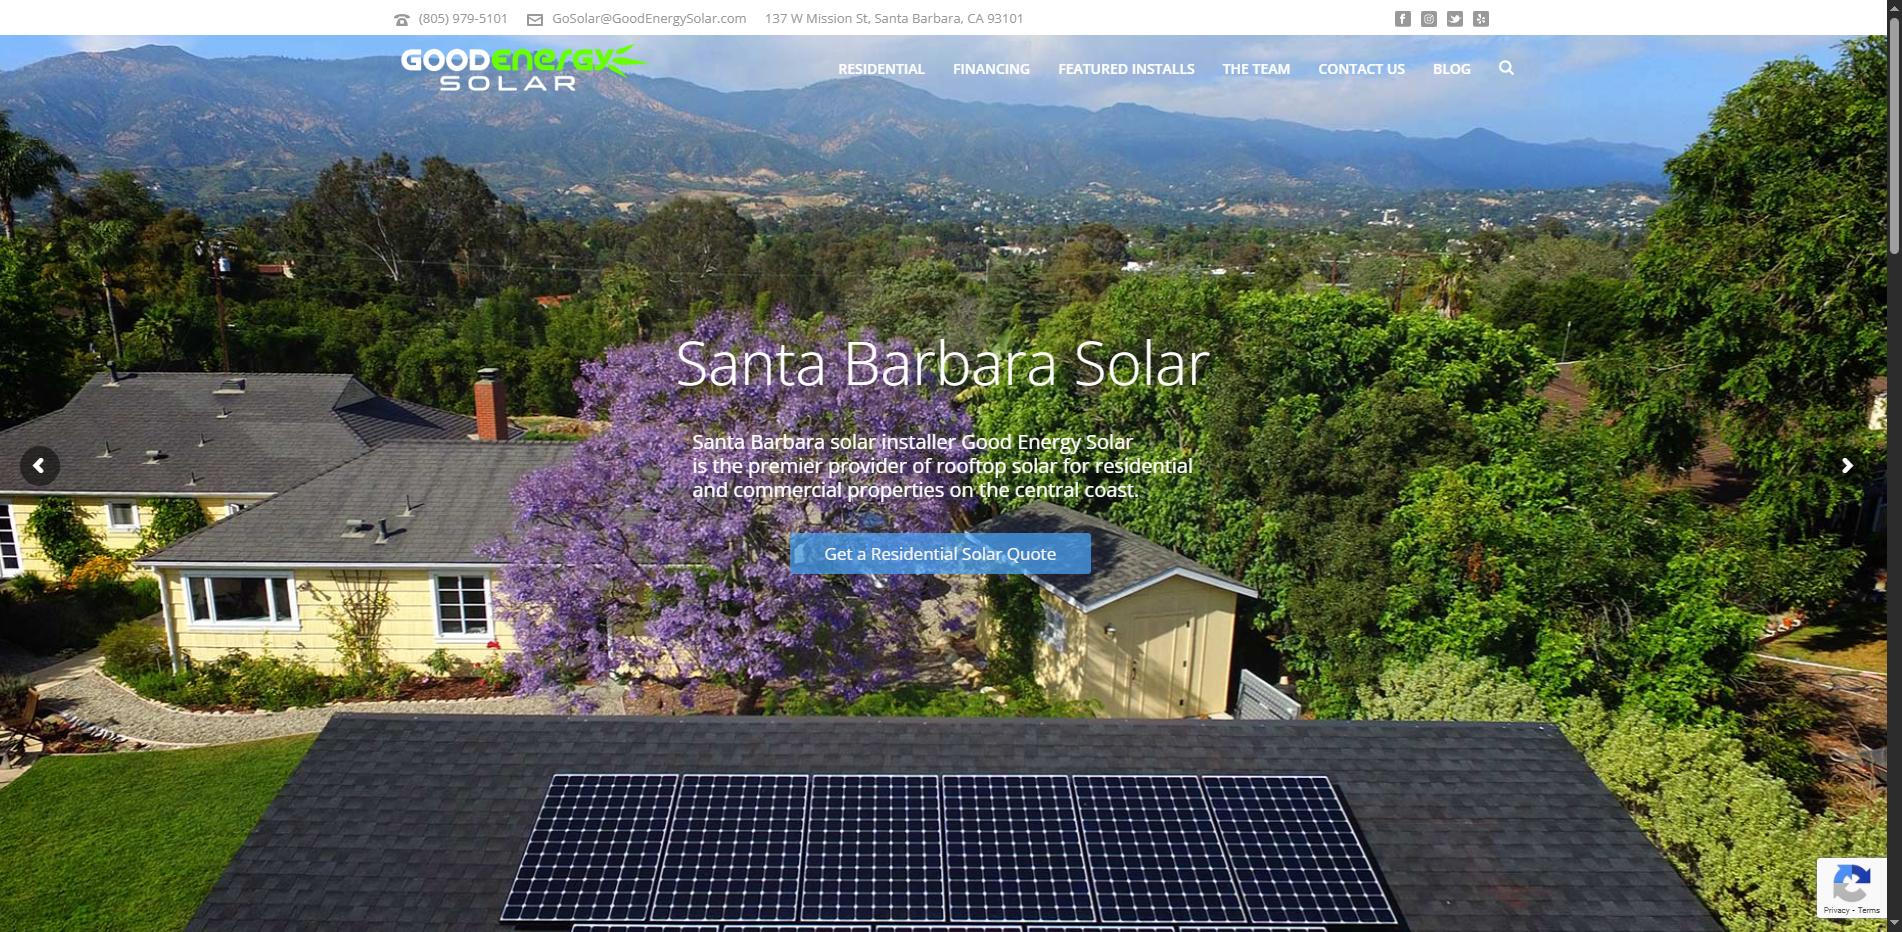 (805) 979-5101
GoSolar@GoodEnergySolar.com
137 W Mission St, Santa Barbara, CA 93101
GOODENERGY
SOLAR
RESIDENTIAL
FINANCING
FEATURED INSTALLS
THE TEAM
CONTACT US
BLOG
Santa Barbara Solar
Santa Barbara solar installer Good Energy Solar
is the premier provider of rooftop solar for residential
and commercial properties on the central coast.
Get a Residential Solar Quote
Privacy - Terms